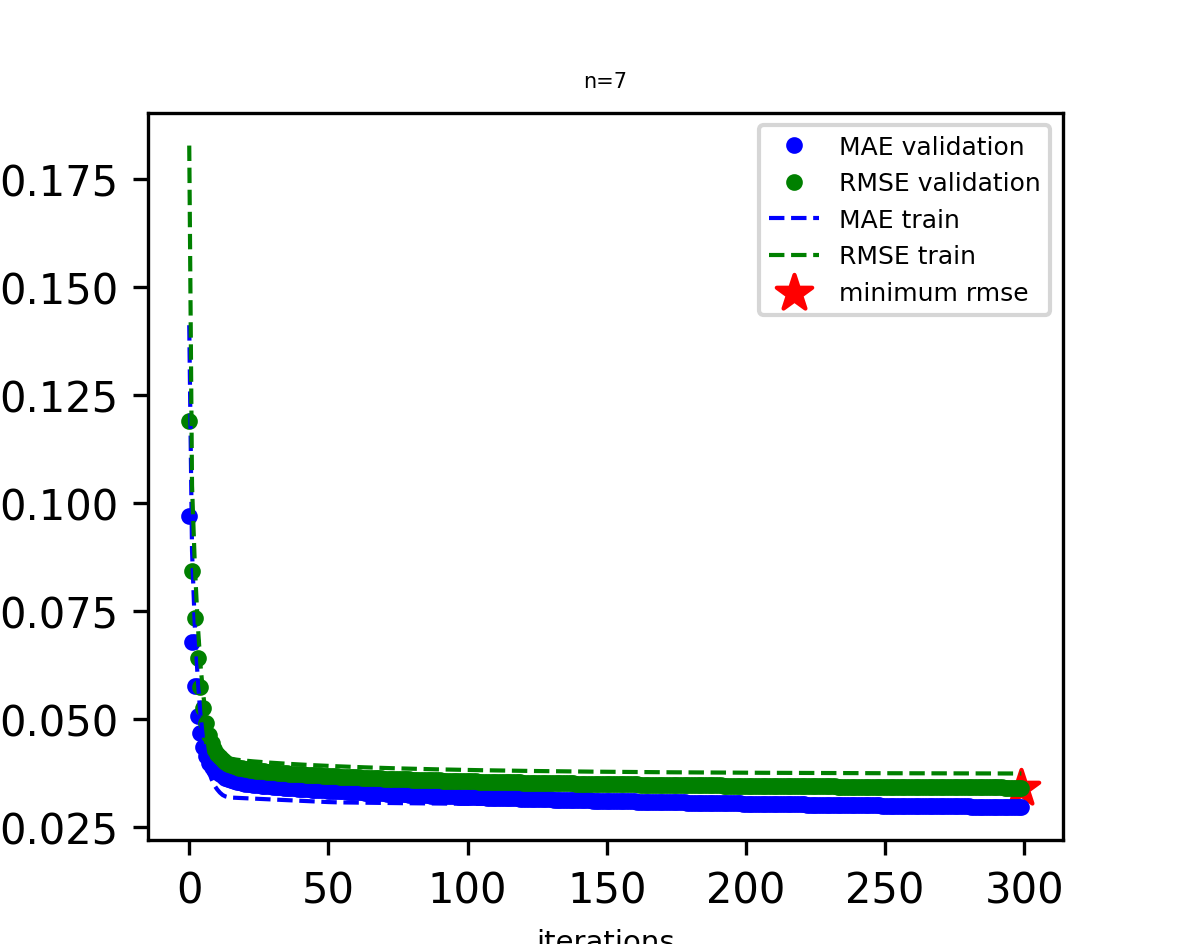 n=7
MAE validation
RMSE validation
MAE train
RMSE train
minimum rmse
0.175
0.150
0.125
0.100
0.075
0.050
0.025
0 50 100 150 200 250 300
iterations